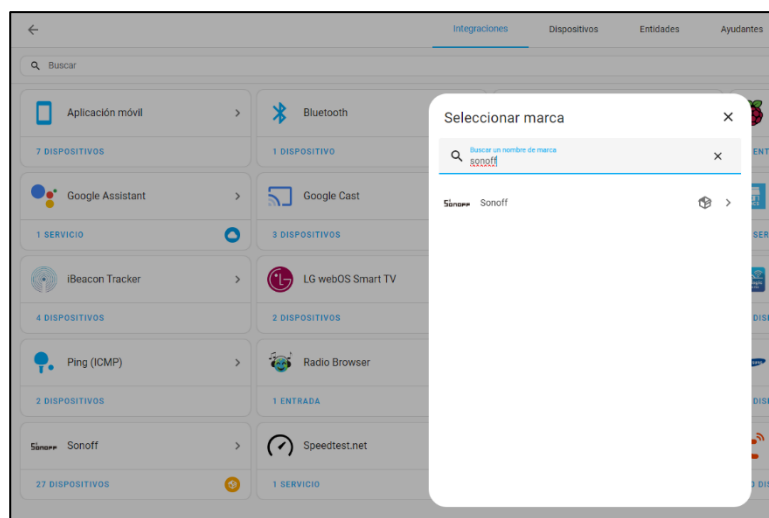 Integraciones Dispositivos Entidades Ayudantes
Buscar
Aplicación móvil
7 DISPOSITIVOS
Bluetooth
1 DISPOSITIVO
Google Assistant
1 SERVICIO
Google Cast
3 DISPOSITIVOS
iBeacon Tracker
4 DISPOSITIVOS
LG webOS Smart TV
2 DISPOSITIVOS
Ping (ICMP)
2 DISPOSITIVOS
Radio Browser
1 ENTRADA
SonoFF Sonoff
27 DISPOSITIVOS
Speedtest.net
1 SERVICIO
Seleccionar marca
Buscar un nombre de marca
sonoff
SonoFF Sonoff